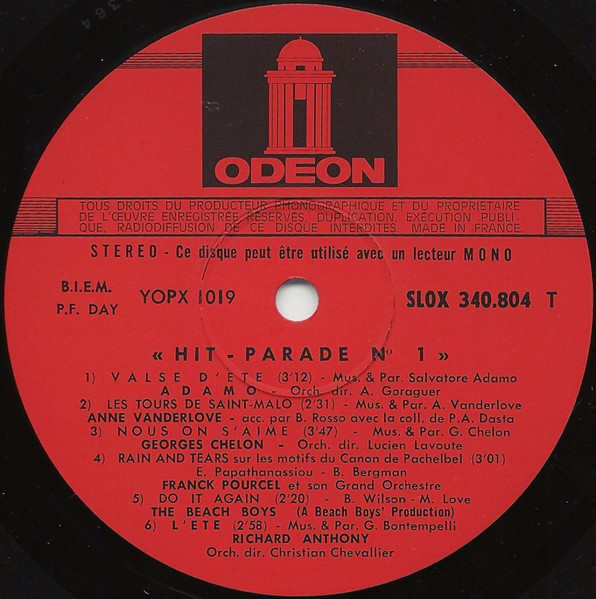 364
ODEON
TOUS DROITS DU PRODUCTEUR PHONOGRAPHIQUE ET DU PROPRIÉTAIRE
DE L'ŒUVRE ENREGISTRÉE RÉSERVÉS. DUPLICATION, EXÉCUTION PUBLI-
QUE, RADIODIFFUSION DE CE DISQUE INTERDITES. MADE IN FRANCE.
STEREO - Ce disque peut être utilisé avec un lecteur MONO
B.I.E.M.
P.F. DAY
YOPX 1019
SLOX 340.804 T
« HIT - PARADE N° 1 »
1) VALSE D'ETE (3'12) - Mus. & Par. Salvatore Adamo
ADAMO - Orch. dir. A. Goraguer
2) LES TOURS DE SAINT-MALO (2'31) - Mus. & Par. A. Vanderlove
ANNE VANDERLOVE - acc. par B. Rosso avec la coll. de P.A. Dasta
3) NOUS ON S'AIME (3'47) - Mus. & Par. G. Chelon
GEORGES CHELON - Orch. dir. Lucien Lavoute
4) RAIN AND TEARS sur les motifs du Canon de Pachelbel (3'01)
E. Papathanassiou - B. Bergman
FRANCK POURCEL et son Grand Orchestre
5) DO IT AGAIN (2'20) - B. Wilson - M. Love
THE BEACH BOYS (A Beach Boys' Production)
6) L'ETE (2'58) - Mus. & Par. G. Bontempelli
RICHARD ANTHONY
Orch. dir. Christian Chevallier